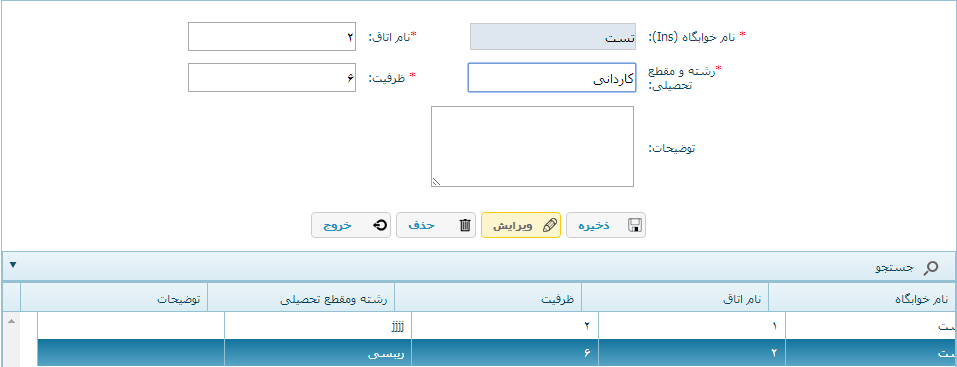 * نام خوابگاه (Ins): تست *نام اتاق: ۲
*رشته و مقطع تحصیلی: کاردانی * ظرفیت: ۶
توضیحات:
ذخیره ویرایش حذف خروج
جستجو
نام خوابگاه نام اتاق ظرفیت رشته ومقطع تحصیلی توضیحات
ست ۱ ۲ jjjj
ست ۲ ۶ ریبسی